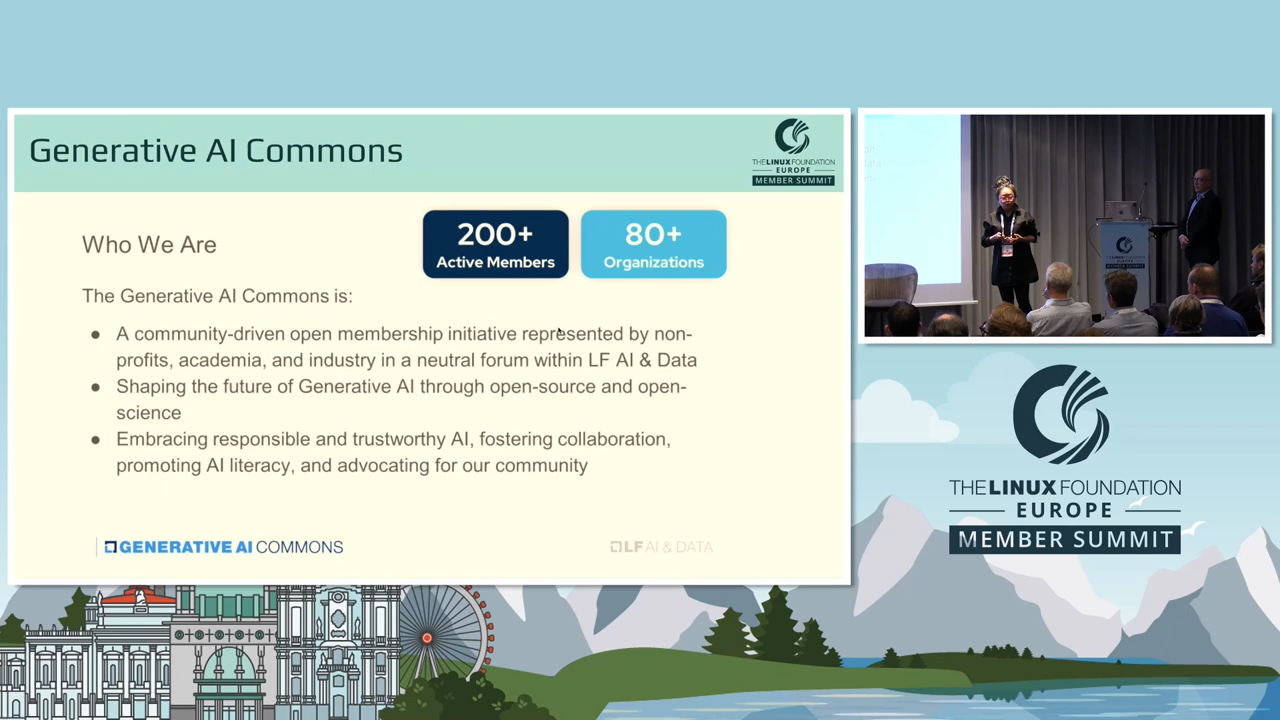 Generative AI Commons
THE LINUX FOUNDATION
EUROPE
MEMBER SUMMIT
Who We Are
200+
Active Members
80+
Organizations
The Generative AI Commons is:
● A community-driven open membership initiative represented by non-
profits, academia, and industry in a neutral forum within LF AI & Data
● Shaping the future of Generative AI through open-source and open-
science
● Embracing responsible and trustworthy AI, fostering collaboration,
promoting AI literacy, and advocating for our community
GENERATIVE AI COMMONS
LF AI & DATA
THE LINUX FOUNDATION
EUROPE
MEMBER SUMMIT